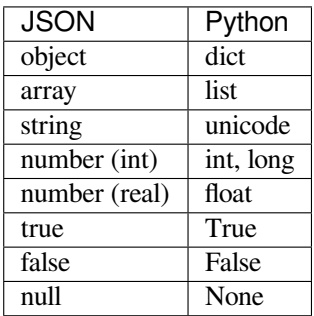 JSON Python
object dict
array list
string unicode
number (int) int, long
number (real) float
true True
false False
null None